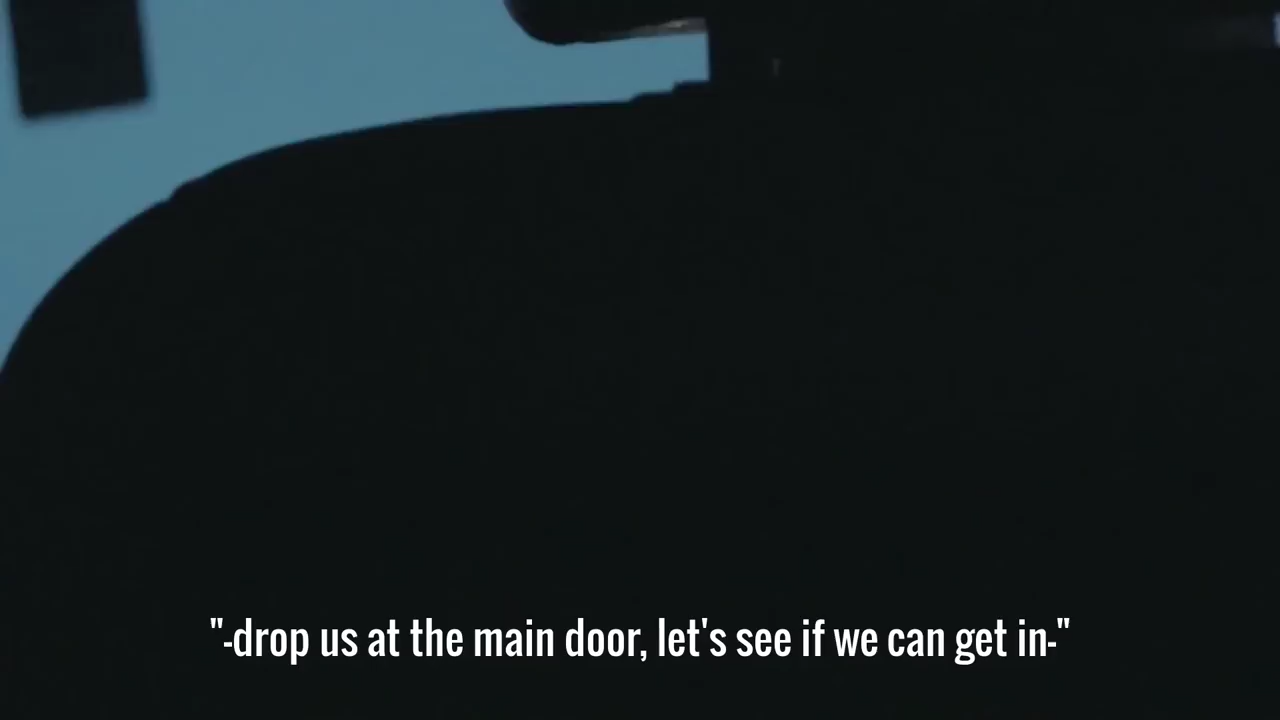 "-drop us at the main door, let's see if we can get in-"